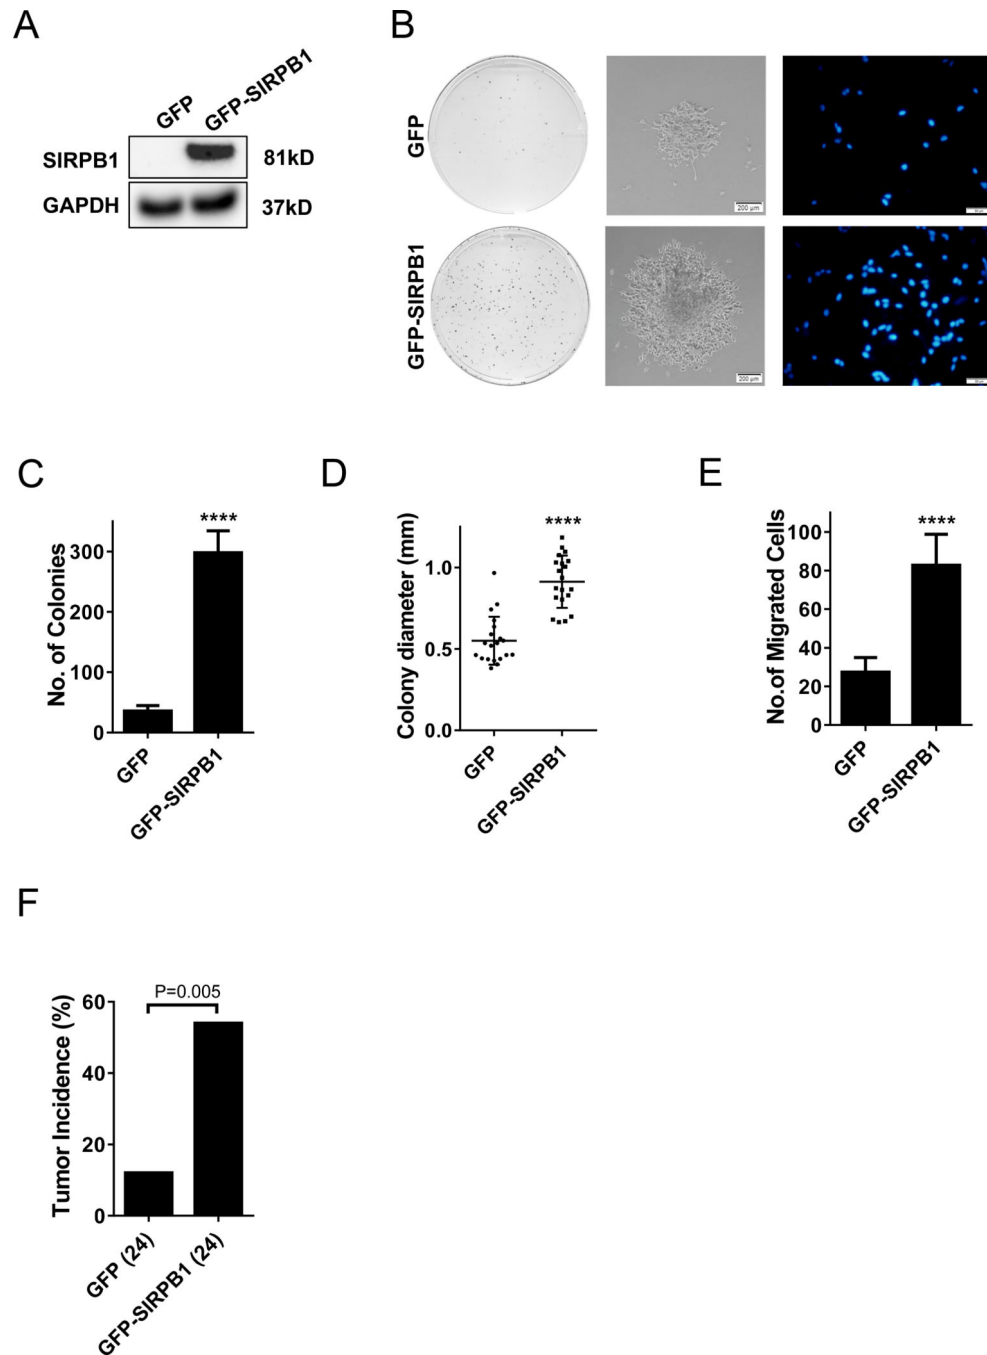 A
GFP
GFP-SIRPB1
SIRPB1
81kD
GAPDH
37kD
B
GFP
200 µm
GFP-SIRPB1
200 µm
C
No. of Colonies
300
200
100
0
****
GFP
GFP-SIRPB1
D
Colony diameter (mm)
1.0
0.5
0.0
****
GFP
GFP-SIRPB1
E
No.of Migrated Cells
100
80
60
40
20
0
****
GFP
GFP-SIRPB1
F
Tumor Incidence (%)
60
40
20
0
P=0.005
GFP (24)
GFP-SIRPB1 (24)